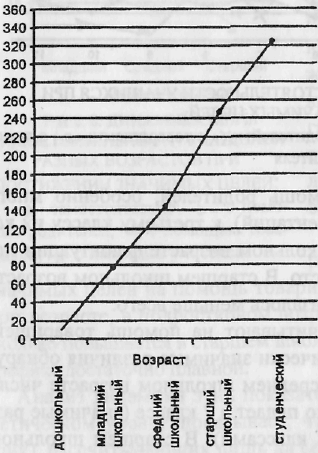 360
340
320
300
280
260
240
220
200
180
160
140
120
100
80
60
40
20
0
Возраст
дошкольный
младший
школьный
средний
школьный
старший
школьный
студенческий